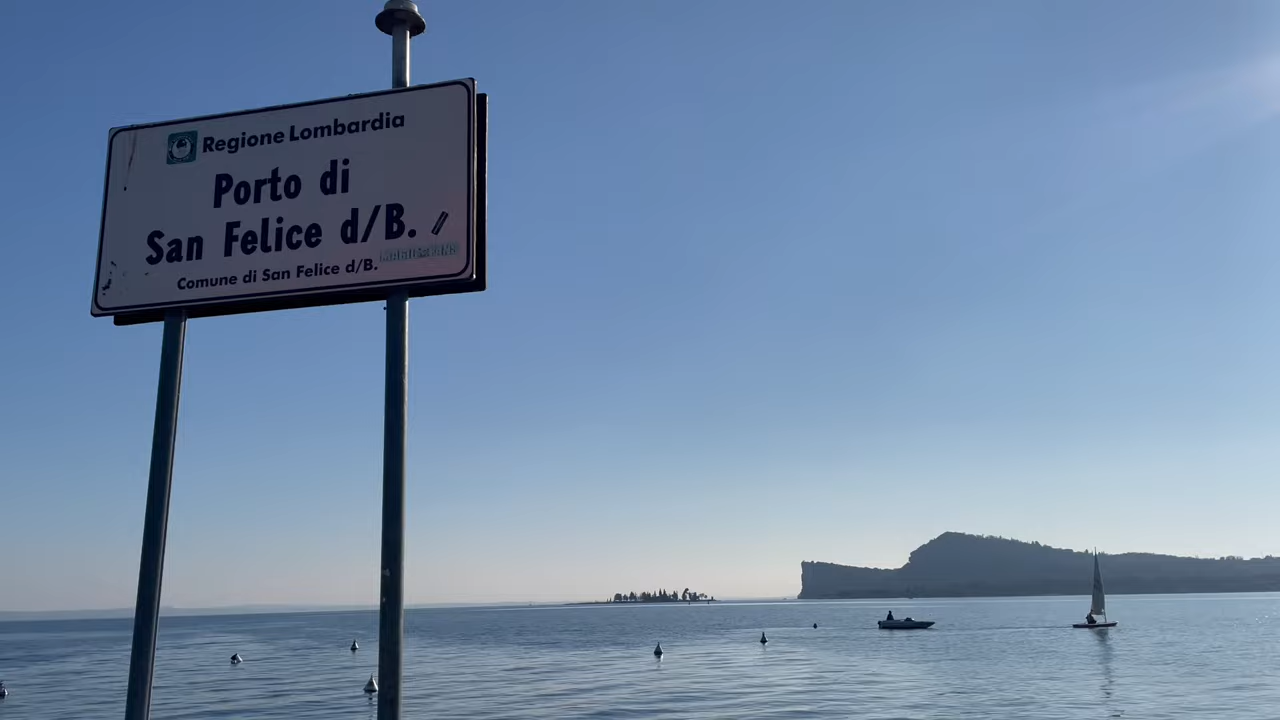 Regione Lombardia
Porto di
San Felice d/B.
Comune di San Felice d/B.